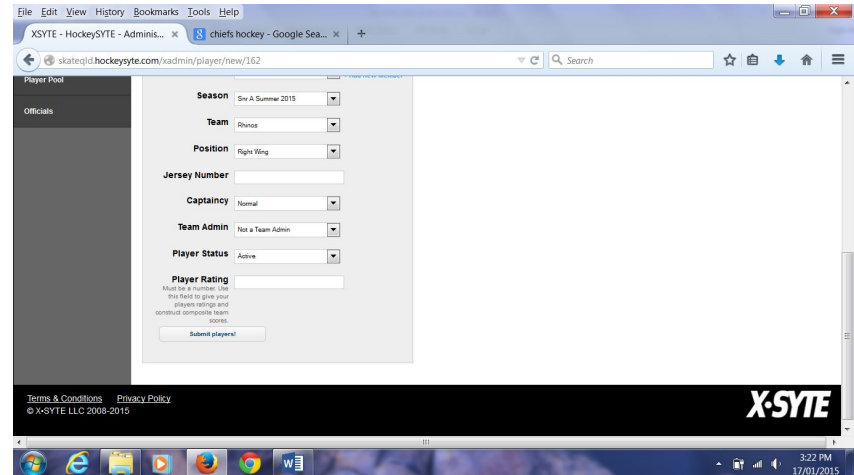 File Edit View History Bookmarks Tools Help
XSYTE - HockeySYTE - Adminis... × 8 chiefs hockey - Google Sea... × +
skateqld.hockeysyte.com/xadmin/player/new/162 Search
Player Pool
Season Snr A Summer 2015
Officials
Team Rhinos
Position Right Wing
Jersey Number
Captaincy Normal
Team Admin Not a Team Admin
Player Status Active
Player Rating
Must be a number. Use
this field to give your
players ratings and
construct composite team
scores.
Submit players!
Terms & Conditions Privacy Policy
© X•SYTE LLC 2008-2015
X•SYTE
3:22 PM
17/01/2015